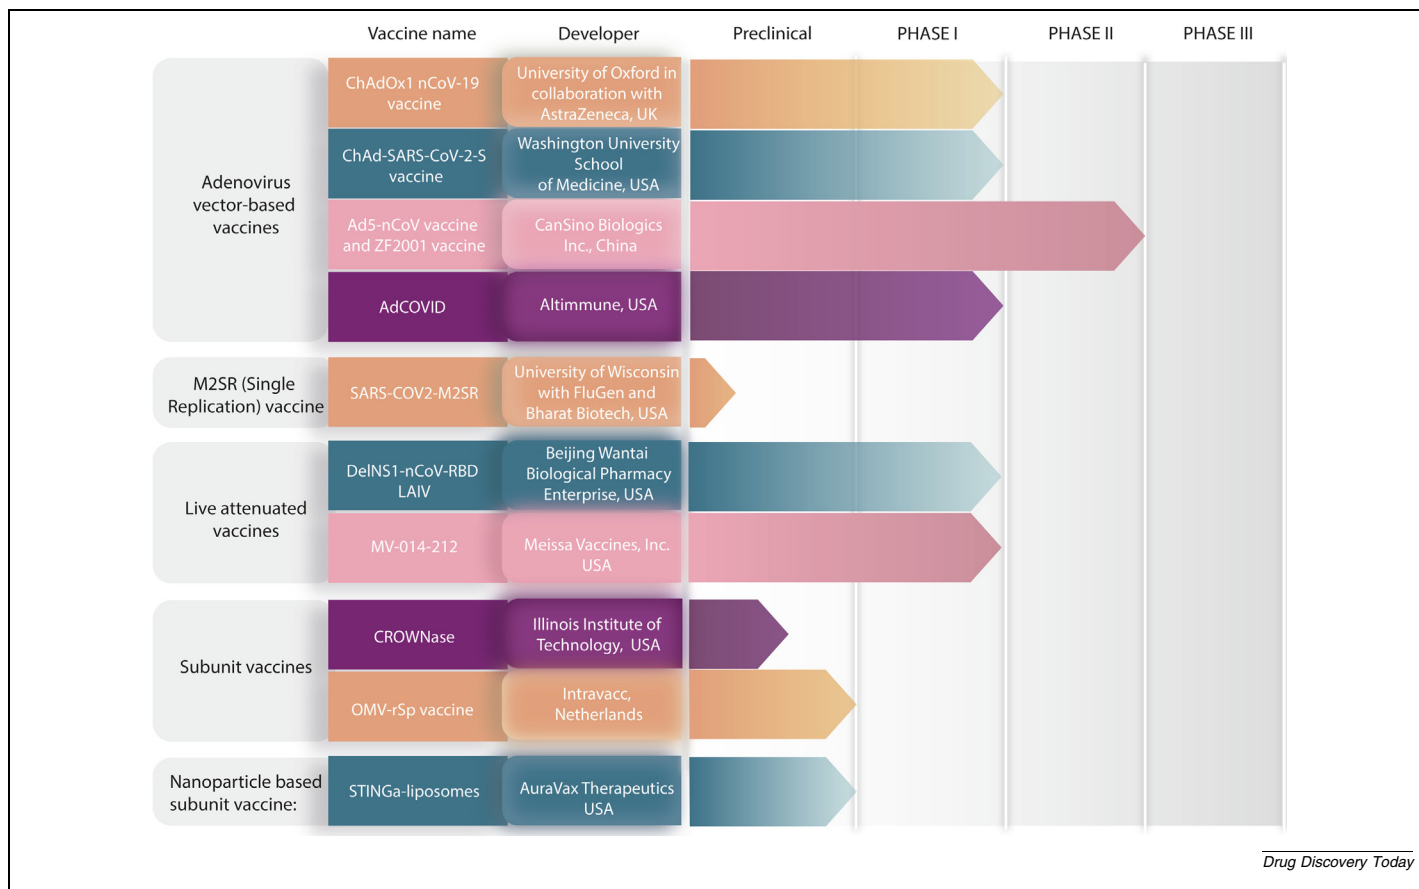 Vaccine name Developer Preclinical PHASE I PHASE II PHASE III
Adenovirus
vector-based
vaccines
ChAdOx1 nCoV-19
vaccine
University of Oxford in
collaboration with
AstraZeneca, UK
ChAd-SARS-CoV-2-S
vaccine
Washington University
School
of Medicine, USA
Ad5-nCoV vaccine
and ZF2001 vaccine
CanSino Biologics
Inc., China
AdCOVID
Altimmune, USA
M2SR (Single
Replication) vaccine
SARS-COV2-M2SR
University of Wisconsin
with FluGen and
Bharat Biotech, USA
Live attenuated
vaccines
DelNS1-nCoV-RBD
LAIV
Beijing Wantai
Biological Pharmacy
Enterprise, USA
MV-014-212
Meissa Vaccines, Inc.
USA
Subunit vaccines
CROWNase
Illinois Institute of
Technology, USA
OMV-rSp vaccine
Intravacc,
Netherlands
Nanoparticle based
subunit vaccine:
STINGa-liposomes
AuraVax Therapeutics
USA
Drug Discovery Today